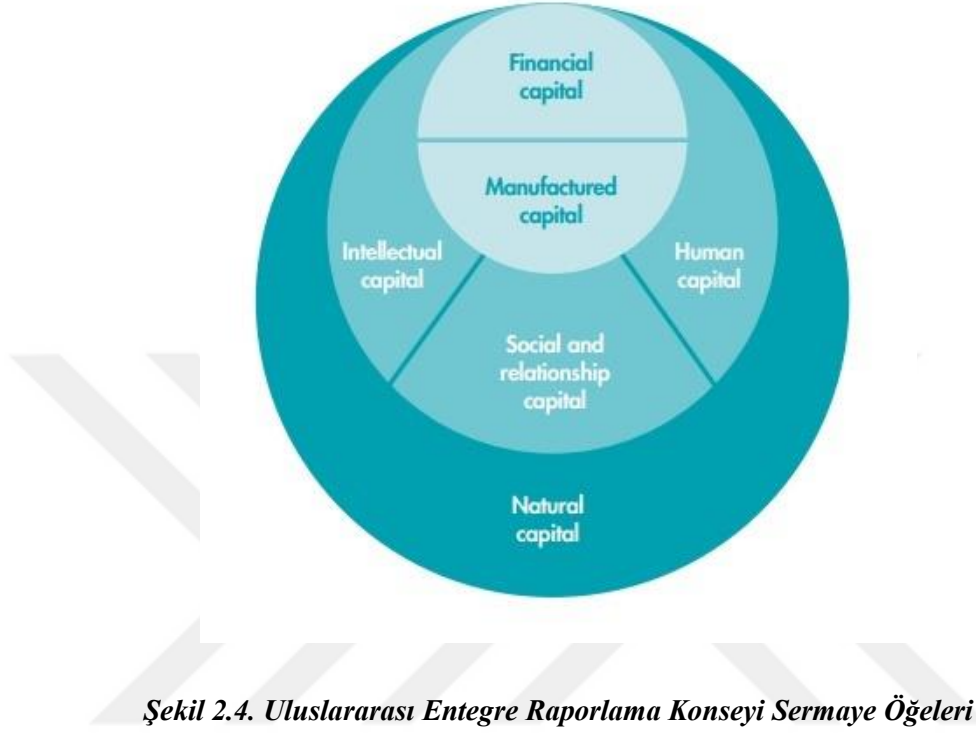 Financial
capital
Manufactured
capital
Intellectual
capital
Human
capital
Social and
relationship
capital
Natural
capital
Şekil 2.4. Uluslararası Entegre Raporlama Konseyi Sermaye Öğeleri